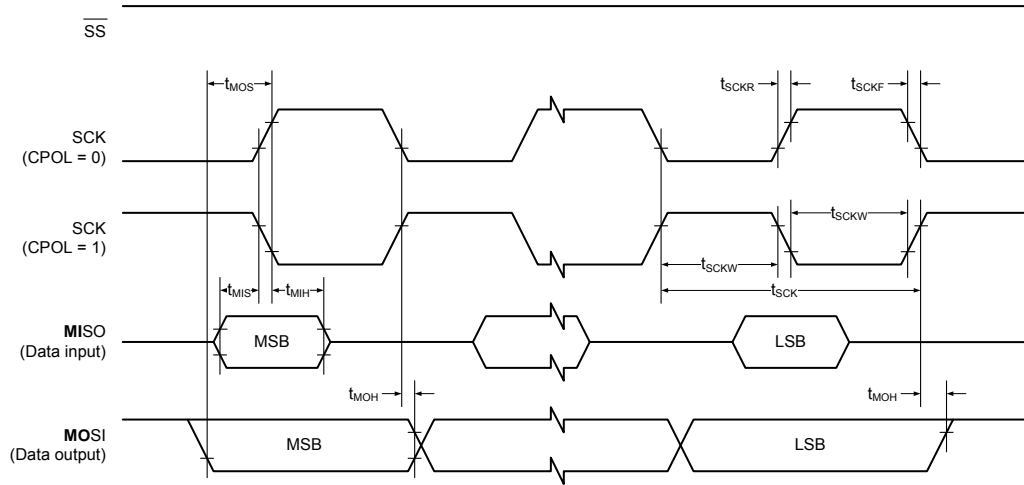 SS
tMOS
tSCKR
tSCKF
SCK
(CPOL = 0)
SCK
(CPOL = 1)
tSCKW
tSCKW
tSCK
tMIS
tMIH
MISO
(Data input)
MSB
LSB
tMOH
tMOH
MOSI
(Data output)
MSB
LSB